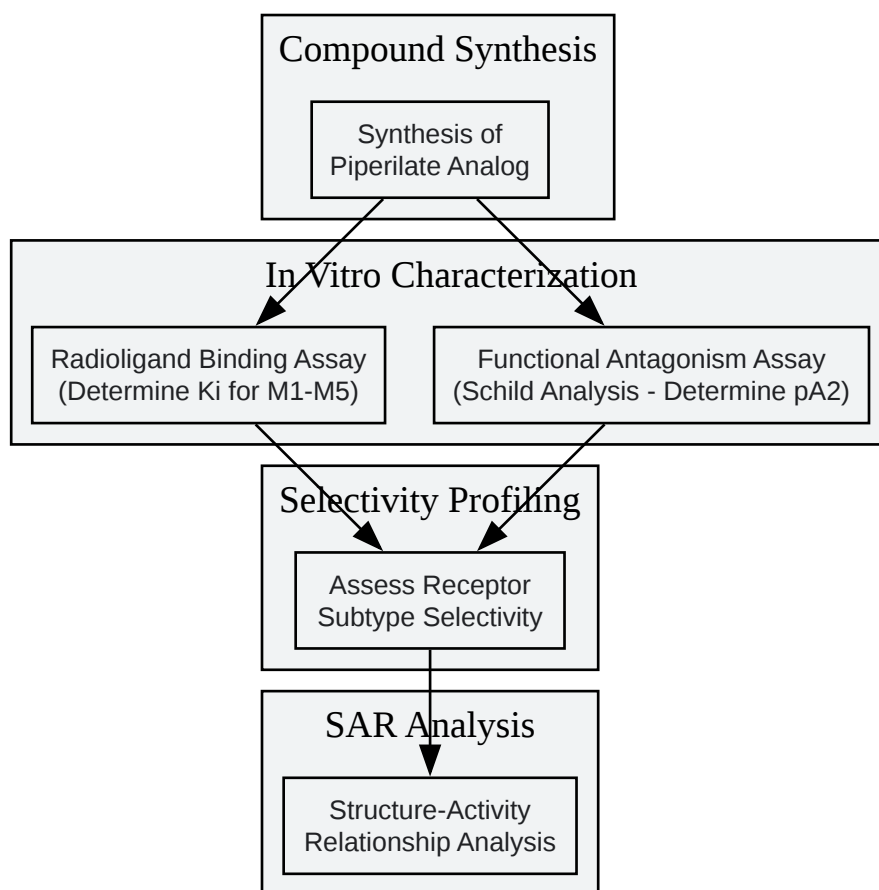 Compound Synthesis
Synthesis of
Piperilate Analog
In Vitro Characterization
Radioligand Binding Assay
(Determine Ki for M1-M5)
Functional Antagonism Assay
(Schild Analysis - Determine pA2)
Selectivity Profiling
Assess Receptor
Subtype Selectivity
SAR Analysis
Structure-Activity
Relationship Analysis